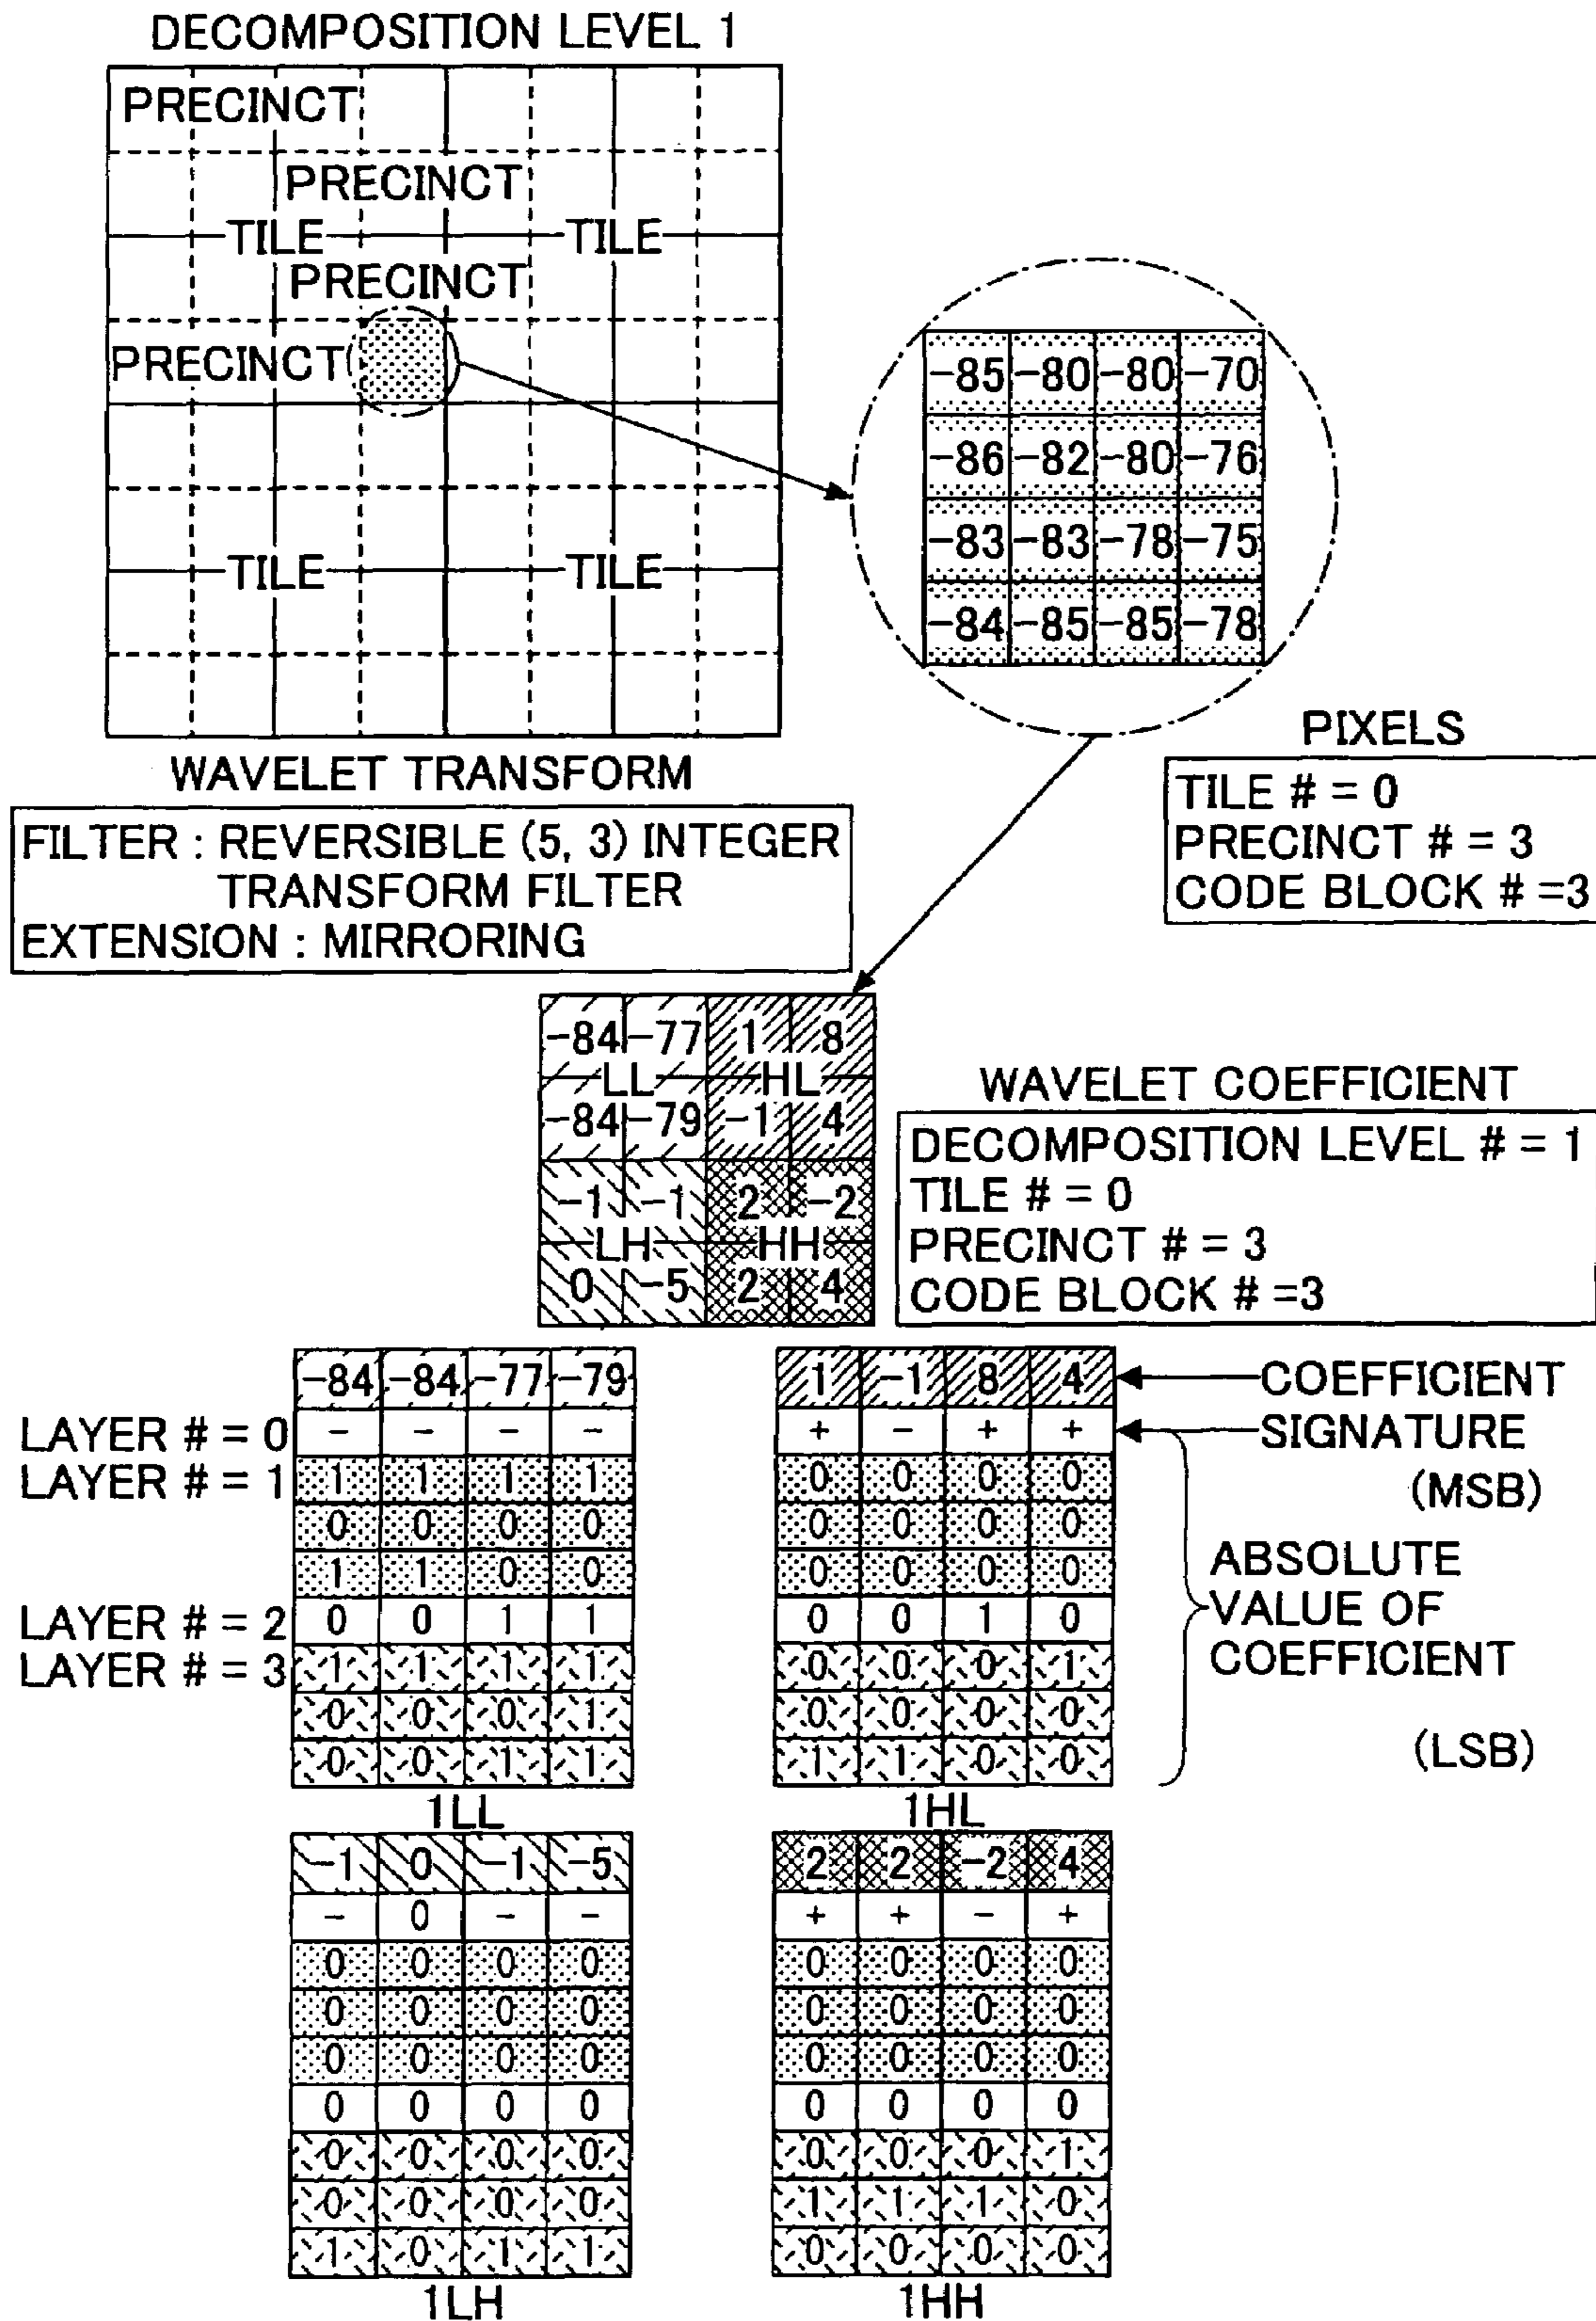 DECOMPOSITION LEVEL 1
PRECINCT
PRECINCT
TILE TILE
PRECINCT
PRECINCT
TILE TILE
-85 -80 -80 -70
-86 -82 -80 -76
-83 -83 -78 -75
-84 -85 -85 -78
PIXELS
TILE # = 0
PRECINCT # = 3
CODE BLOCK # =3
WAVELET TRANSFORM
FILTER : REVERSIBLE (5, 3) INTEGER
TRANSFORM FILTER
EXTENSION : MIRRORING
-84 -77 1 8
LL HL
-84 -79 -1 4
-1 -1 2 -2
LH HH
0 -5 2 4
WAVELET COEFFICIENT
DECOMPOSITION LEVEL # = 1
TILE # = 0
PRECINCT # = 3
CODE BLOCK # =3
-84 -84 -77 -79
LAYER # = 0 - - - -
LAYER # = 1 1 1 1 1
0 0 0 0
1 1 0 0
LAYER # = 2 0 0 1 1
LAYER # = 3 1 1 1 1
0 0 0 1
0 0 1 1
1LL
1 -1 8 4 COEFFICIENT
+ - + + SIGNATURE
0 0 0 0 (MSB)
0 0 0 0
0 0 0 0
0 0 1 0
0 0 0 1
0 0 0 0
1 1 0 0 (LSB)
ABSOLUTE
VALUE OF
COEFFICIENT
1HL
-1 0 -1 -5
- 0 - -
0 0 0 0
0 0 0 0
0 0 0 0
0 0 0 0
0 0 0 0
0 0 0 0
1 0 1 1
1LH
2 2 -2 4
+ + - +
0 0 0 0
0 0 0 0
0 0 0 0
0 0 0 0
0 0 0 1
1 1 1 0
0 0 0 0
1HH